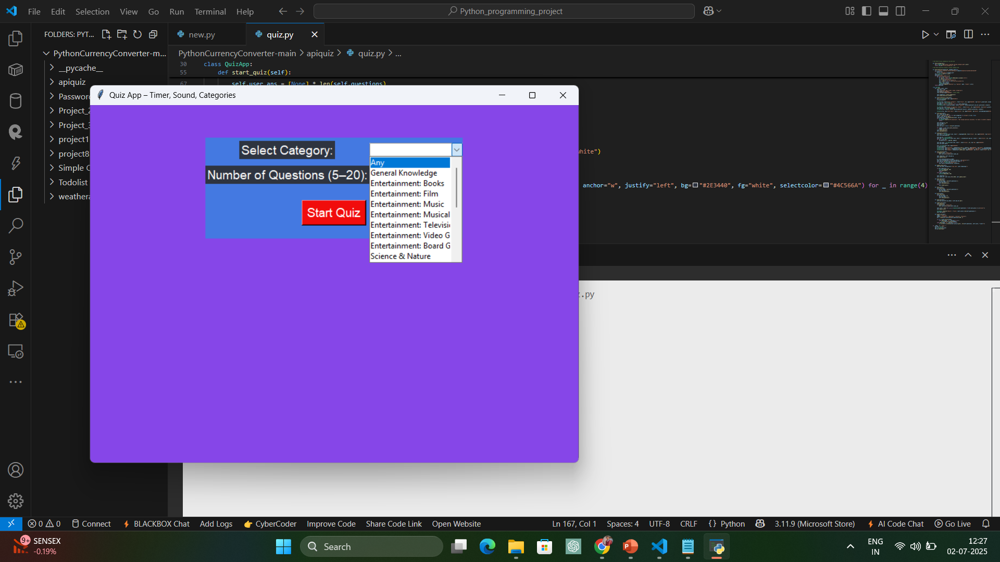 File Edit Selection View Go Run Terminal Help
Python_programming_project
FOLDERS: PYT...
new.py
quiz.py
PythonCurrencyConverter-m...
__pycache__
apiquiz
Project_2
Project_3
project1
project8
Todolist
PythonCurrencyConverter-main > apiquiz > quiz.py > ...
30 class QuizApp:
55 def start_quiz(self):
67 self.user_ans = [None] * len(self.questions)
Quiz App – Timer, Sound, Categories
Select Category:
Any
General Knowledge
Entertainment: Books
Entertainment: Film
Entertainment: Music
Entertainment: Musical
Entertainment: Televisi
Entertainment: Video G
Entertainment: Board G
Science & Nature
Number of Questions (5–20):
Start Quiz
white")
anchor="w", justify="left", bg="#2E3440", fg="white", selectcolor="#4C566A") for _ in range(4)
.py
0 0 Connect BLACKBOX Chat Add Logs CyberCoder Improve Code Share Code Link Open Website
Ln 167, Col 1 Spaces: 4 UTF-8 CRLF {} Python 3.11.9 (Microsoft Store) AI Code Chat Go Live
9+ SENSEX
-0.19%
Search
ENG
IN
12:27
02-07-2025